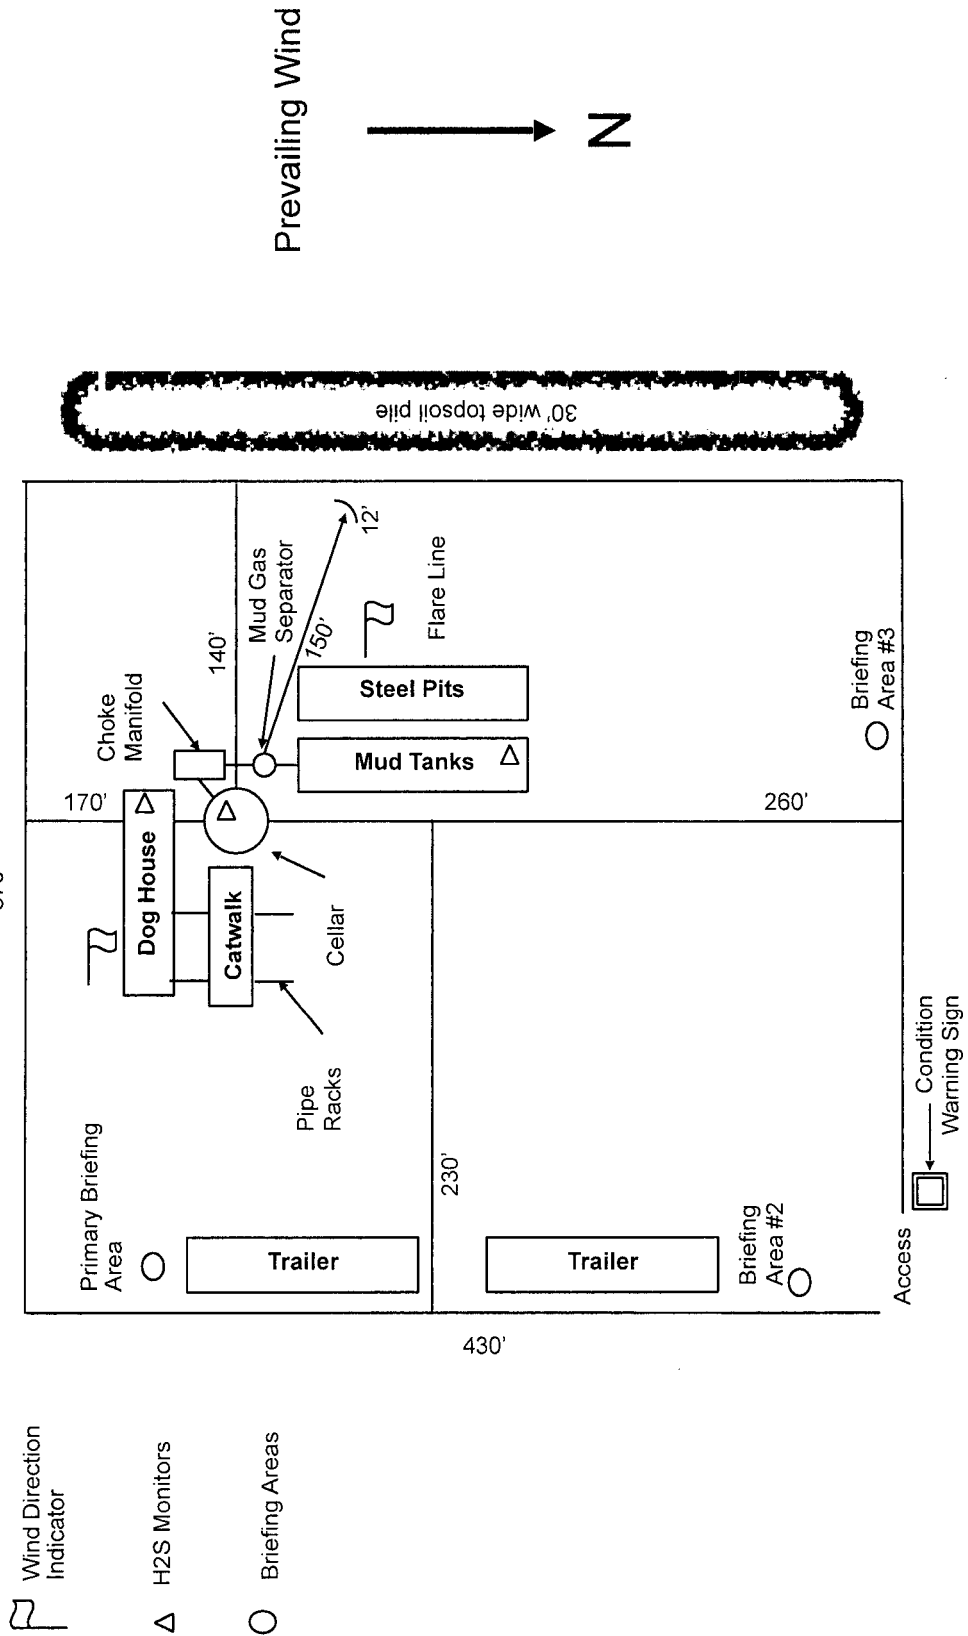 Prevailing Wind
N
30' wide topsoil pile
12'
Flare Line
Mud Gas
Separator
150'
140'
Steel Pits
Mud Tanks
Choke
Manifold
Briefing
Area #3
170'
260'
Dog House
Catwalk
Cellar
Pipe
Racks
Condition
Warning Sign
Primary Briefing
Area
230'
Trailer
Trailer
Briefing
Area #2
Access
430'
Wind Direction
Indicator
H2S Monitors
Briefing Areas